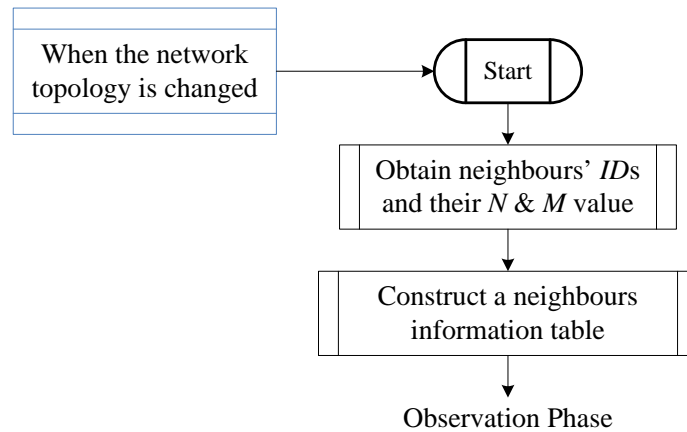 When the network
topology is changed
Start
Obtain neighbours’ IDs
and their N & M value
Construct a neighbours
information table
Observation Phase